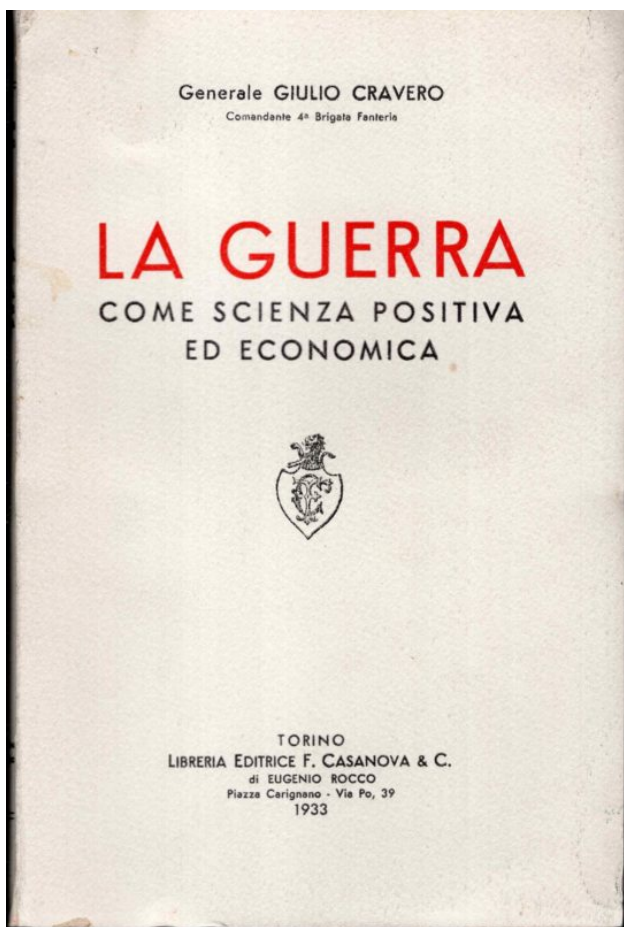 Generale GIULIO CRAVERO
Comandante 4ª Brigata Fanteria
LA GUERRA
COME SCIENZA POSITIVA
ED ECONOMICA
TORINO
LIBRERIA EDITRICE F. CASANOVA & C.
di EUGENIO ROCCO
Piazza Carignano - Via Po, 39
1933